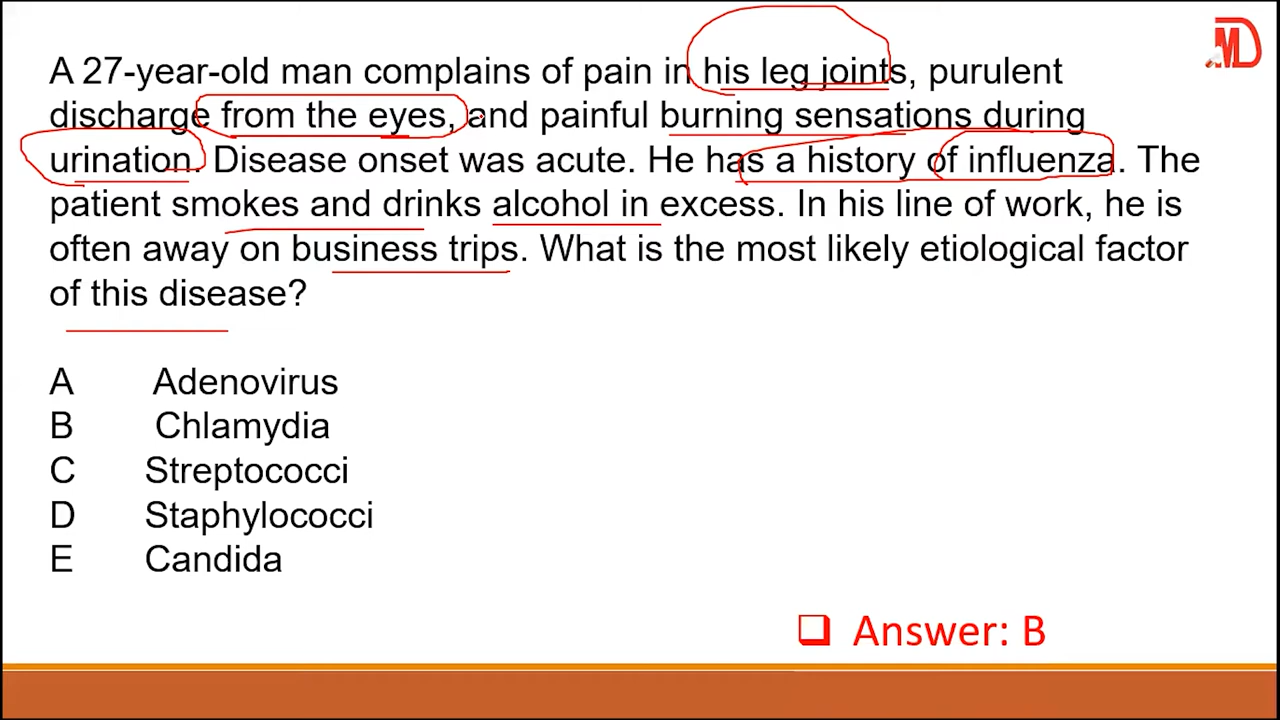 A 27-year-old man complains of pain in his leg joints, purulent
discharge from the eyes, and painful burning sensations during
urination. Disease onset was acute. He has a history of influenza. The
patient smokes and drinks alcohol in excess. In his line of work, he is
often away on business trips. What is the most likely etiological factor
of this disease?
A Adenovirus
B Chlamydia
C Streptococci
D Staphylococci
E Candida
❑ Answer: B
MD